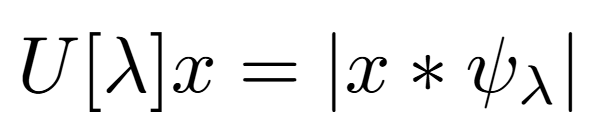 U[λ]x = |x ∗ ψ_λ|